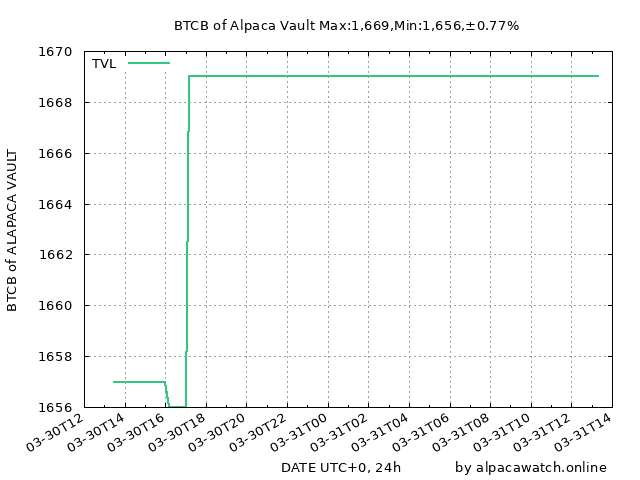 BTCB of Alpaca Vault Max:1,669,Min:1,656,±0.77%
BTCB of ALAPACA VAULT
TVL
1670
1668
1666
1664
1662
1660
1658
1656
03-30T12
03-30T14
03-30T16
03-30T18
03-30T20
03-30T22
03-31T00
03-31T02
03-31T04
03-31T06
03-31T08
03-31T10
03-31T12
03-31T14
DATE UTC+0, 24h
by alpacawatch.online